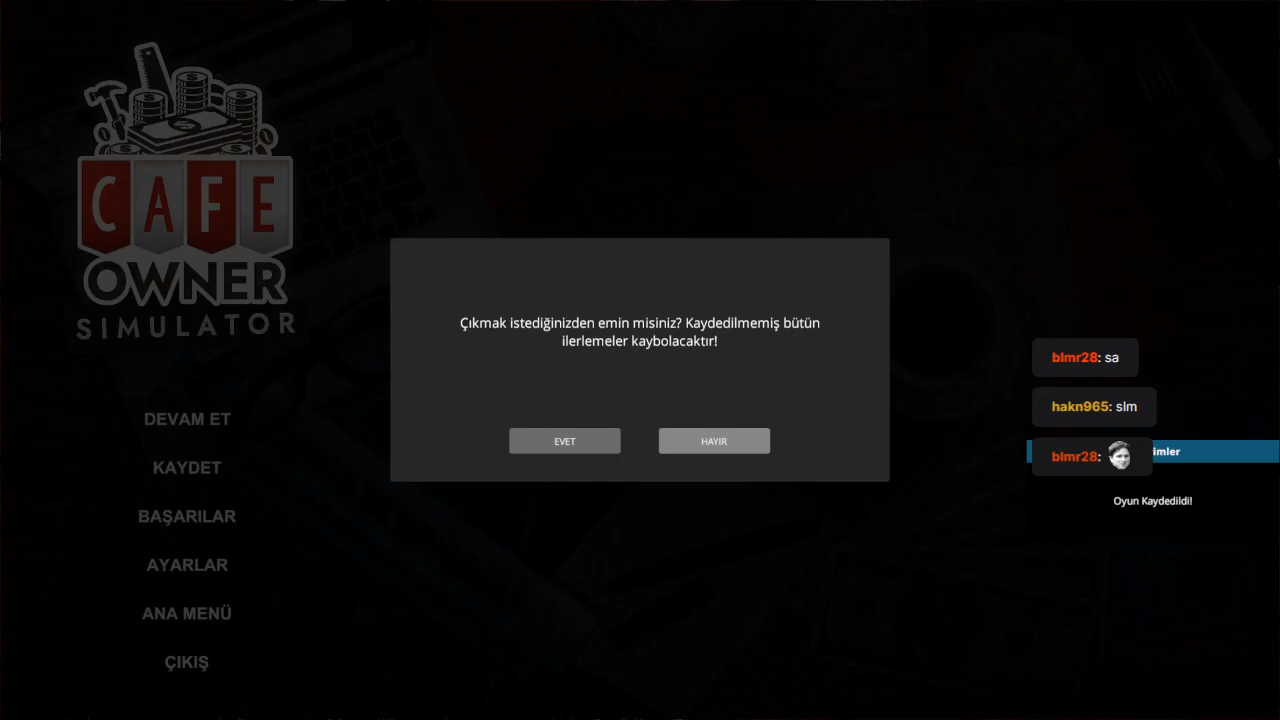 CAFE
OWNER
SIMULATOR
DEVAM ET
KAYDET
BAŞARILAR
AYARLAR
ANA MENÜ
ÇIKIŞ
Çıkmak istediğinizden emin misiniz? Kaydedilmemiş bütün
ilerlemeler kaybolacaktır!
EVET
HAYIR
blmr28: sa
hakn965: slm
blmr28:
Oyun Kaydedildi!